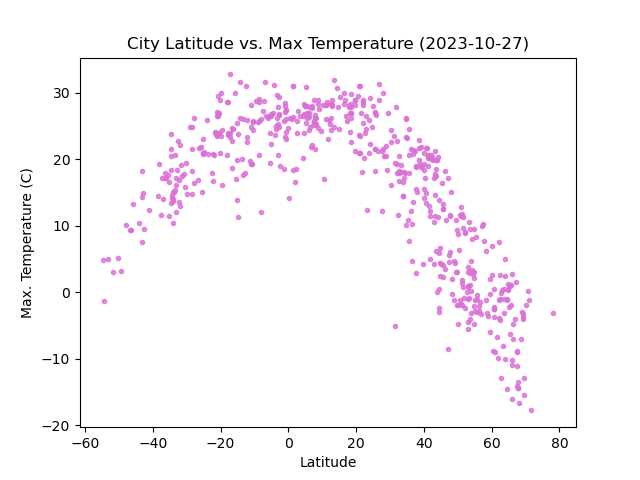 City Latitude vs. Max Temperature (2023-10-27)
Max. Temperature (C)
30
20
10
0
−10
−20
−60 −40 −20 0 20 40 60 80
Latitude